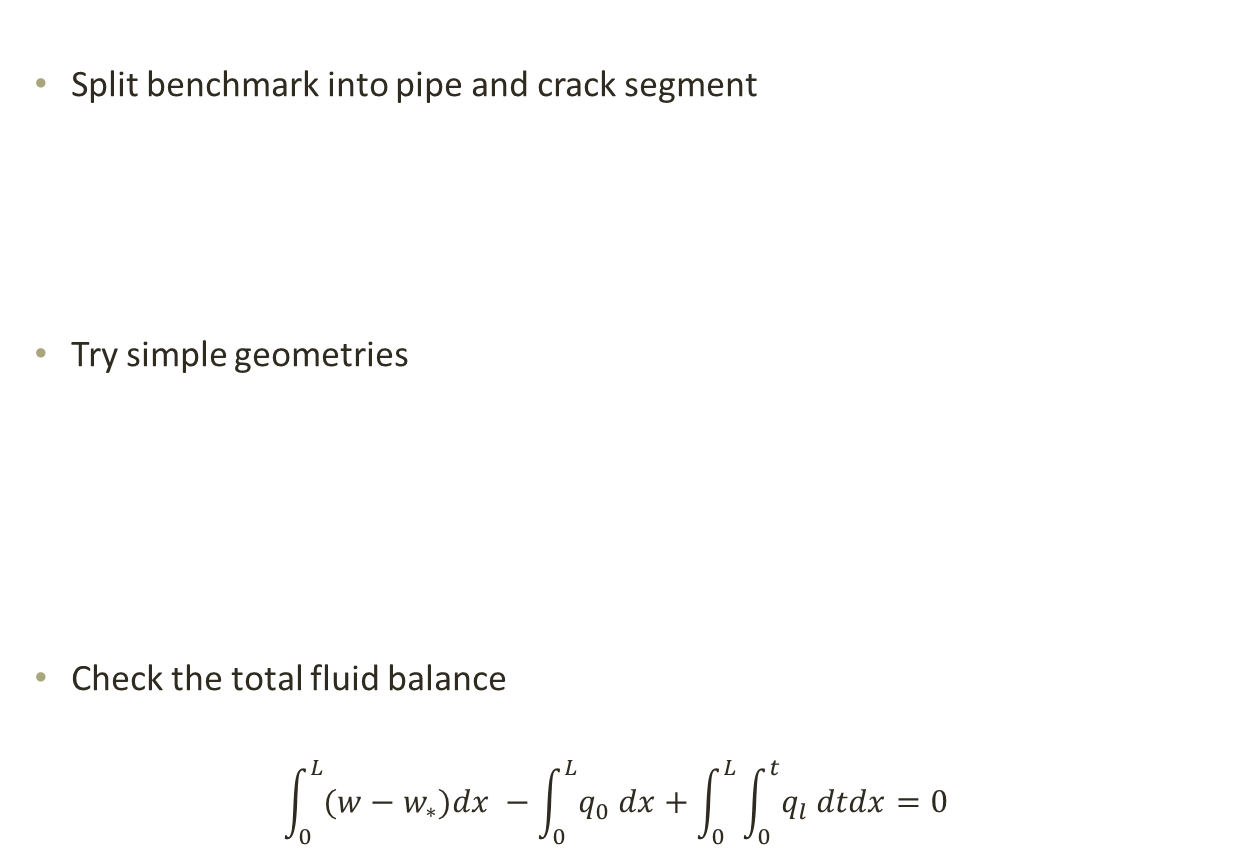 • Split benchmark into pipe and crack segment
• Try simple geometries
• Check the total fluid balance
∫₀ᴸ (w − w₊)dx − ∫₀ᴸ q₀ dx + ∫₀ᴸ ∫₀ᵗ qₗ dtdx = 0